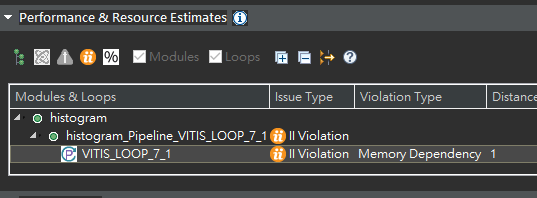 Performance & Resource Estimates
% Modules Loops
Modules & Loops Issue Type Violation Type Distance
histogram
histogram_Pipeline_VITIS_LOOP_7_1 II Violation
VITIS_LOOP_7_1 II Violation Memory Dependency 1